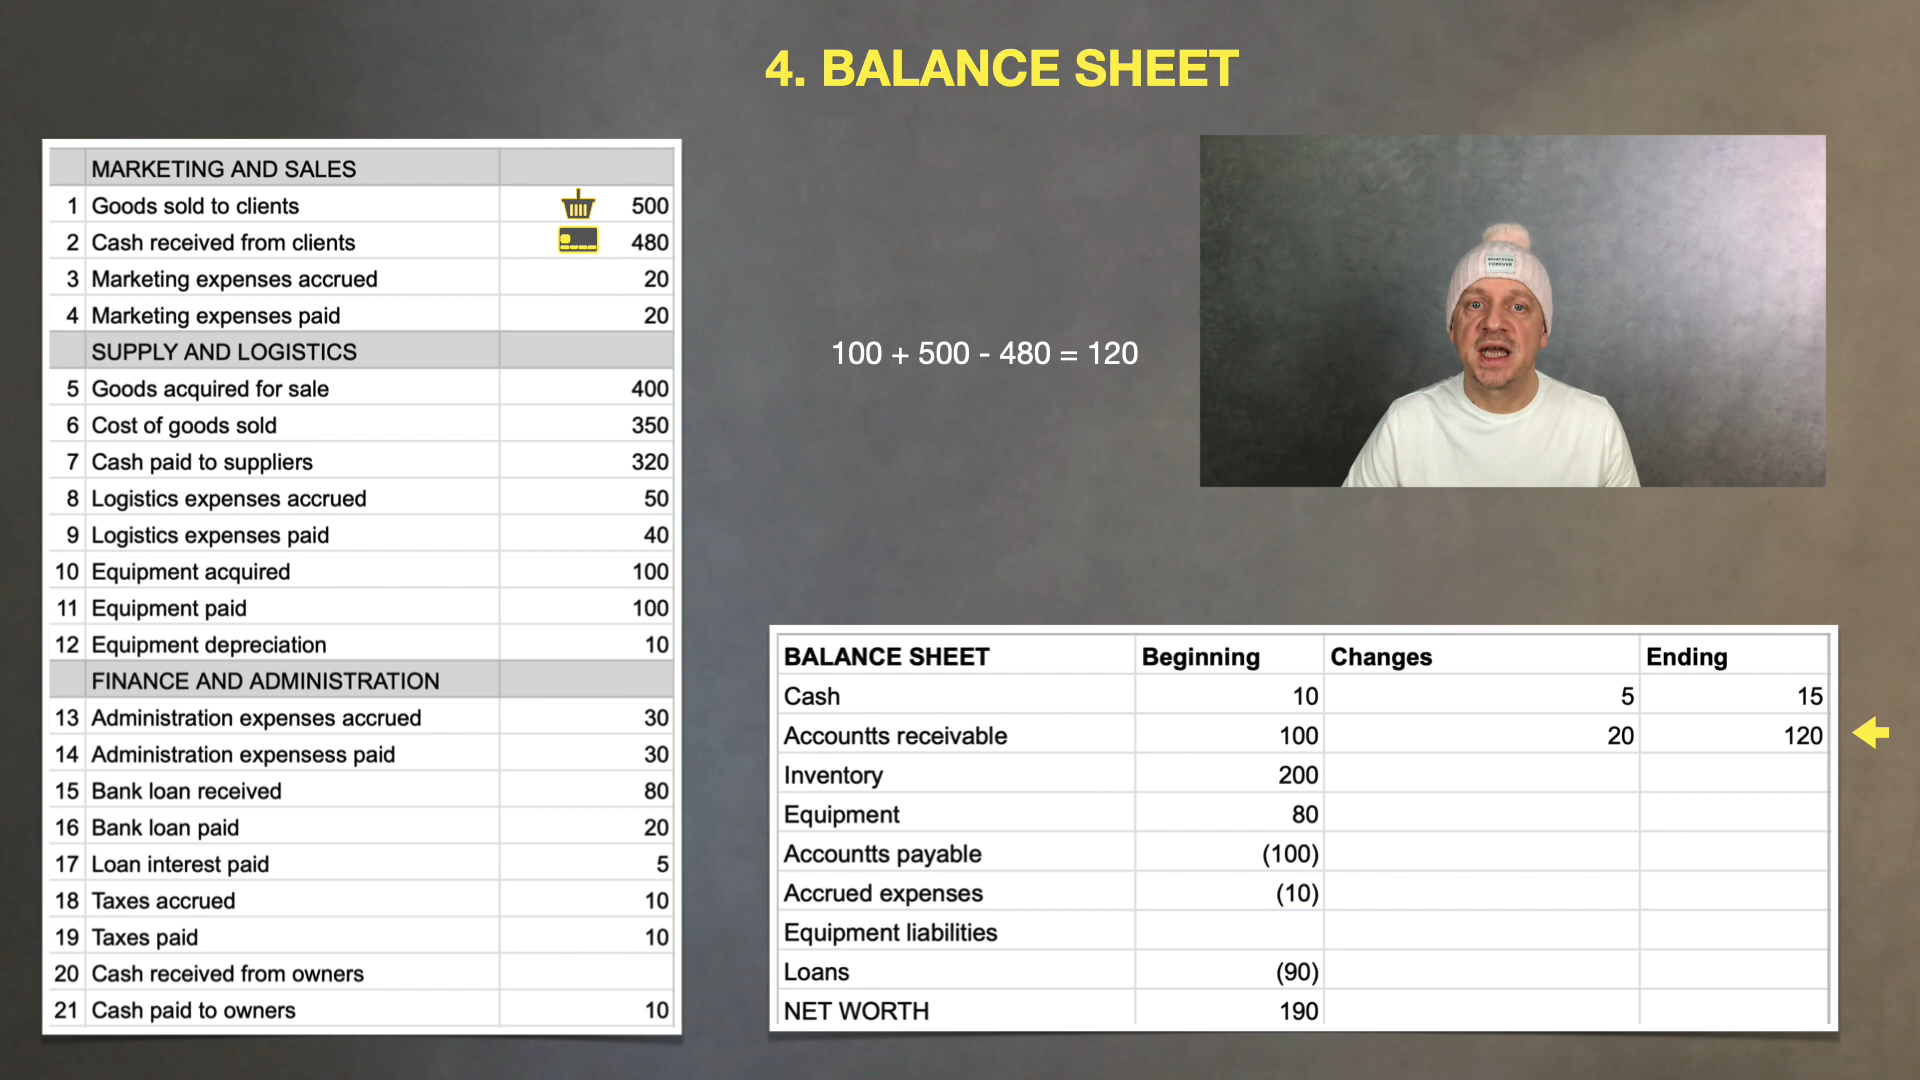 4. BALANCE SHEET
MARKETING AND SALES
1 Goods sold to clients 500
2 Cash received from clients 480
3 Marketing expenses accrued 20
4 Marketing expenses paid 20
SUPPLY AND LOGISTICS
5 Goods acquired for sale 400
6 Cost of goods sold 350
7 Cash paid to suppliers 320
8 Logistics expenses accrued 50
9 Logistics expenses paid 40
10 Equipment acquired 100
11 Equipment paid 100
12 Equipment depreciation 10
FINANCE AND ADMINISTRATION
13 Administration expenses accrued 30
14 Administration expensess paid 30
15 Bank loan received 80
16 Bank loan paid 20
17 Loan interest paid 5
18 Taxes accrued 10
19 Taxes paid 10
20 Cash received from owners
21 Cash paid to owners 10
100 + 500 - 480 = 120
WHATEVER
FOREVER
BALANCE SHEET Beginning Changes Ending
Cash 10 5 15
Accountts receivable 100 20 120
Inventory 200
Equipment 80
Accountts payable (100)
Accrued expenses (10)
Equipment liabilities
Loans (90)
NET WORTH 190